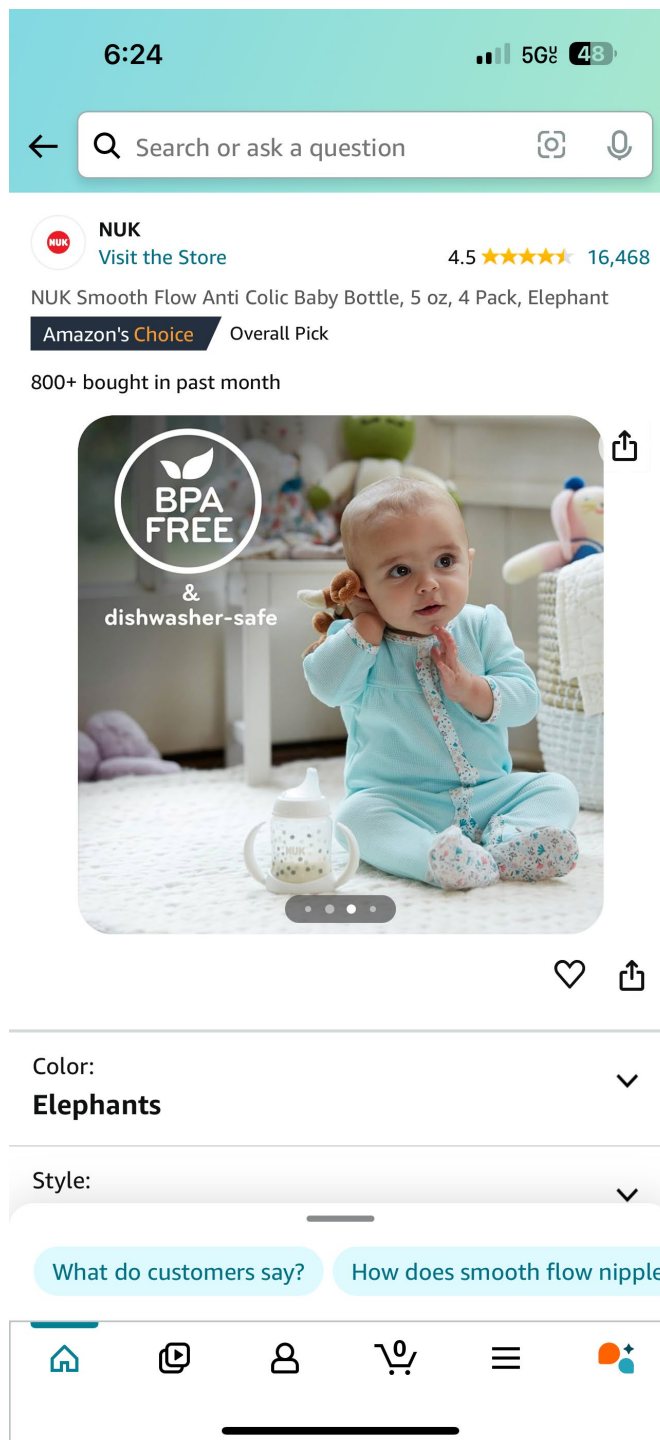 6:24
5G
48
Search or ask a question
NUK
NUK
Visit the Store
4.5
16,468
NUK Smooth Flow Anti Colic Baby Bottle, 5 oz, 4 Pack, Elephant
Amazon's Choice
Overall Pick
800+ bought in past month
BPA
FREE
&
dishwasher-safe
NUK
Color:
Elephants
Style:
What do customers say?
How does smooth flow nipple
0